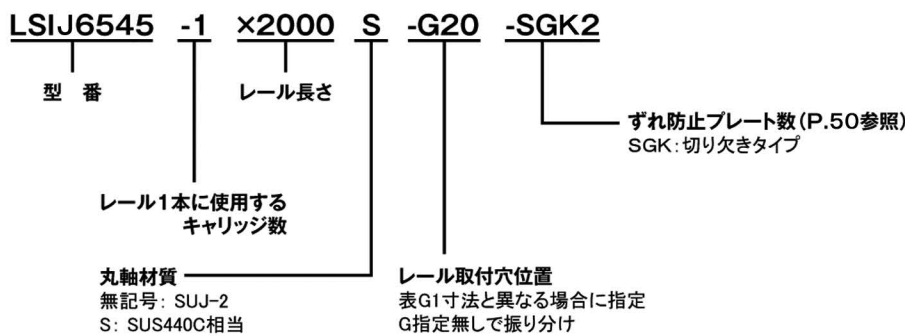 LSIJ6545 -1 ×2000 S -G20 -SGK2
型 番
レール長さ
ずれ防止プレート数(P.50参照)
SGK:切り欠きタイプ
レール1本に使用する
キャリッジ数
丸軸材質
無記号: SUJ-2
S: SUS440C相当
レール取付穴位置
表G1寸法と異なる場合に指定
G指定無しで振り分け